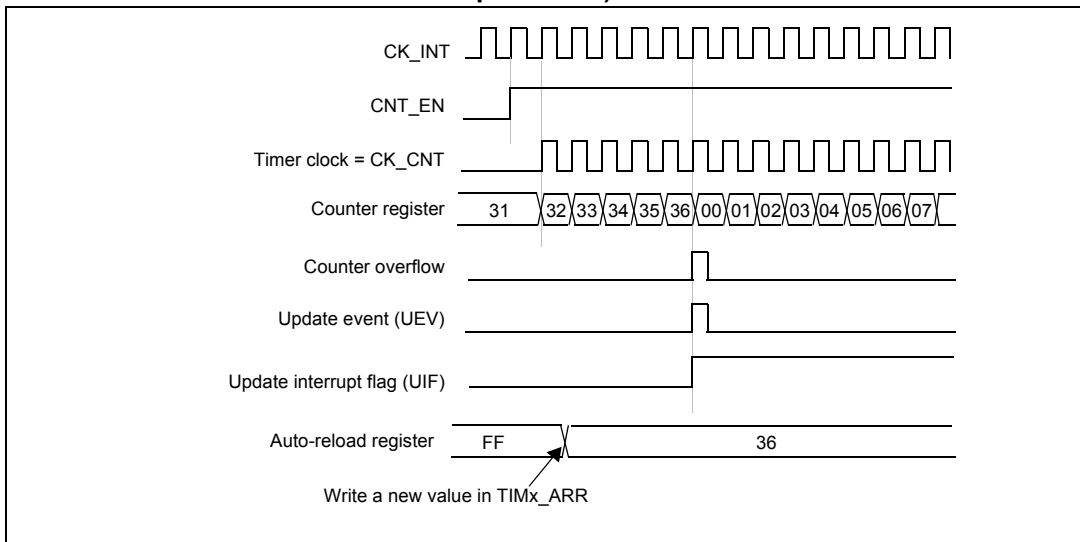 CK_INT
CNT_EN
Timer clock = CK_CNT
Counter register 31 32 33 34 35 36 00 01 02 03 04 05 06 07
Counter overflow
Update event (UEV)
Update interrupt flag (UIF)
Auto-reload register FF 36
Write a new value in TIMx_ARR